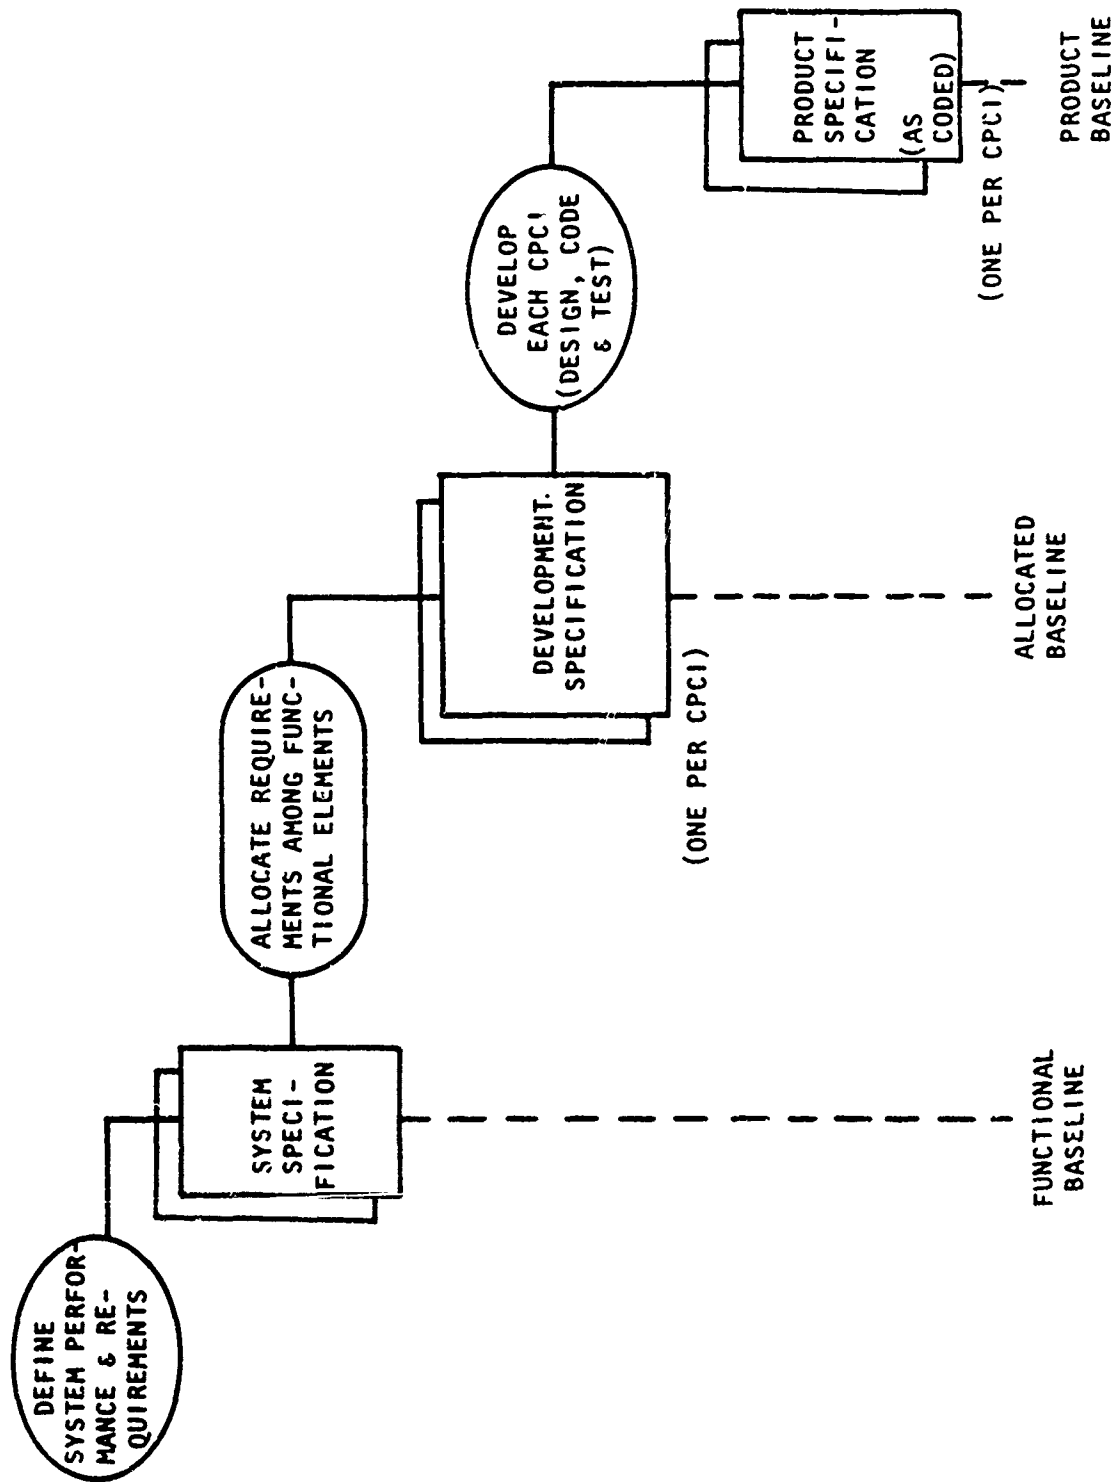 DEFINE
SYSTEM PERFOR-
MANCE & RE-
QUIREMENTS
SYSTEM
SPECI-
FICATION
FUNCTIONAL
BASELINE
ALLOCATE REQUIRE-
MENTS AMONG FUNC-
TIONAL ELEMENTS
DEVELOPMENT.
SPECIFICATION
(ONE PER CPCI)
ALLOCATED
BASELINE
DEVELOP
EACH CPCI
(DESIGN, CODE
& TEST)
PRODUCT
SPECIFI-
CATION
(AS
CODED)
(ONE PER CPCI)
PRODUCT
BASELINE